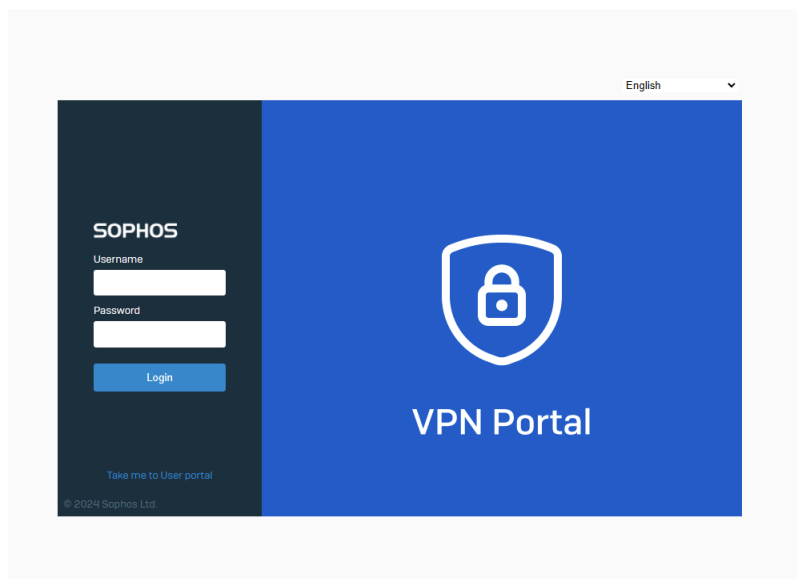 English
SOPHOS
Username
Password
Login
VPN Portal
Take me to User portal
© 2024 Sophos Ltd.